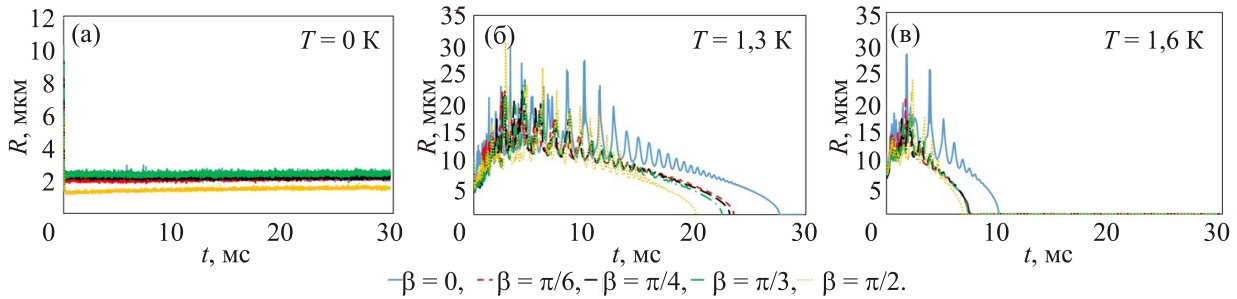 (а) T = 0 К
12
10
8
6
4
2
R, мкм
0 10 20 30
t, мс
(б) T = 1,3 К
35
30
25
20
15
10
5
R, мкм
0 10 20 30
t, мс
(в) T = 1,6 К
35
30
25
20
15
10
5
R, мкм
0 10 20 30
t, мс
β = 0, β = π/6, β = π/4, β = π/3, β = π/2.